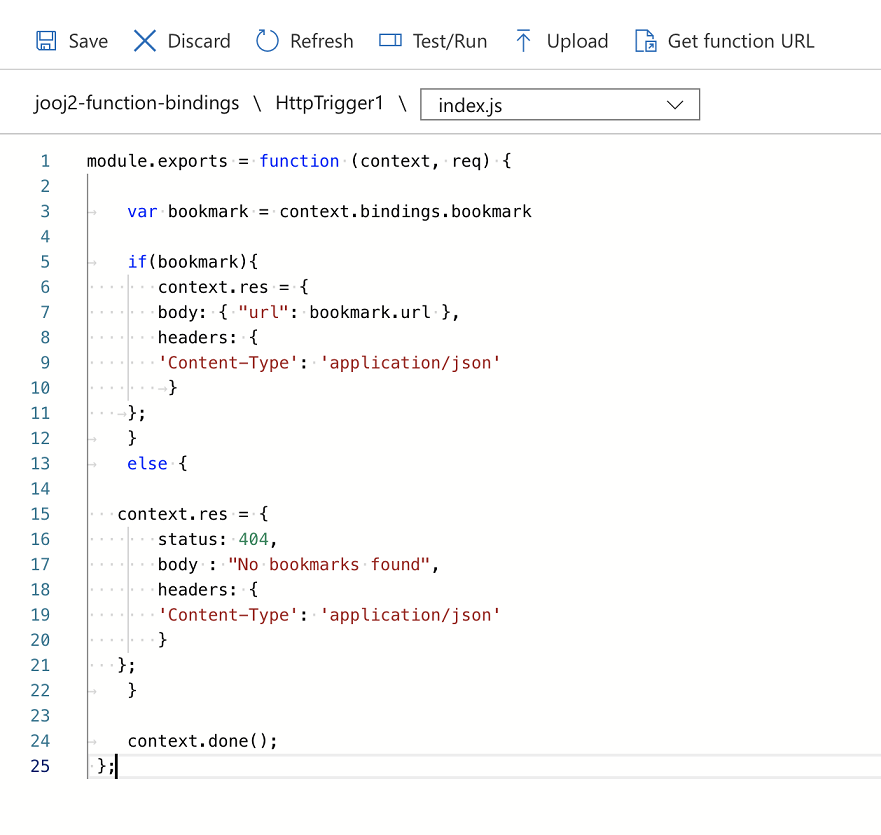 Save Discard Refresh Test/Run Upload Get function URL
jooj2-function-bindings \ HttpTrigger1 \ index.js
1 module.exports = function (context, req) {
2
3 var bookmark = context.bindings.bookmark
4
5 if(bookmark){
6 context.res = {
7 body: { "url": bookmark.url },
8 headers: {
9 'Content-Type': 'application/json'
10 }
11 };
12 }
13 else {
14
15 context.res = {
16 status: 404,
17 body : "No bookmarks found",
18 headers: {
19 'Content-Type': 'application/json'
20 }
21 };
22 }
23
24 context.done();
25 };